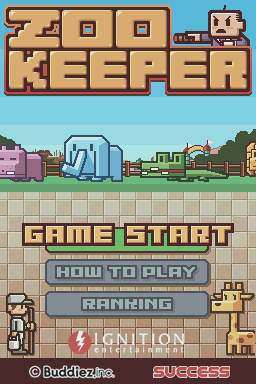 ZOO
KEEPER
GAME START
HOW TO PLAY
RANKING
IGNITION
entertainment
© Buddiez,Inc. SUCCESS